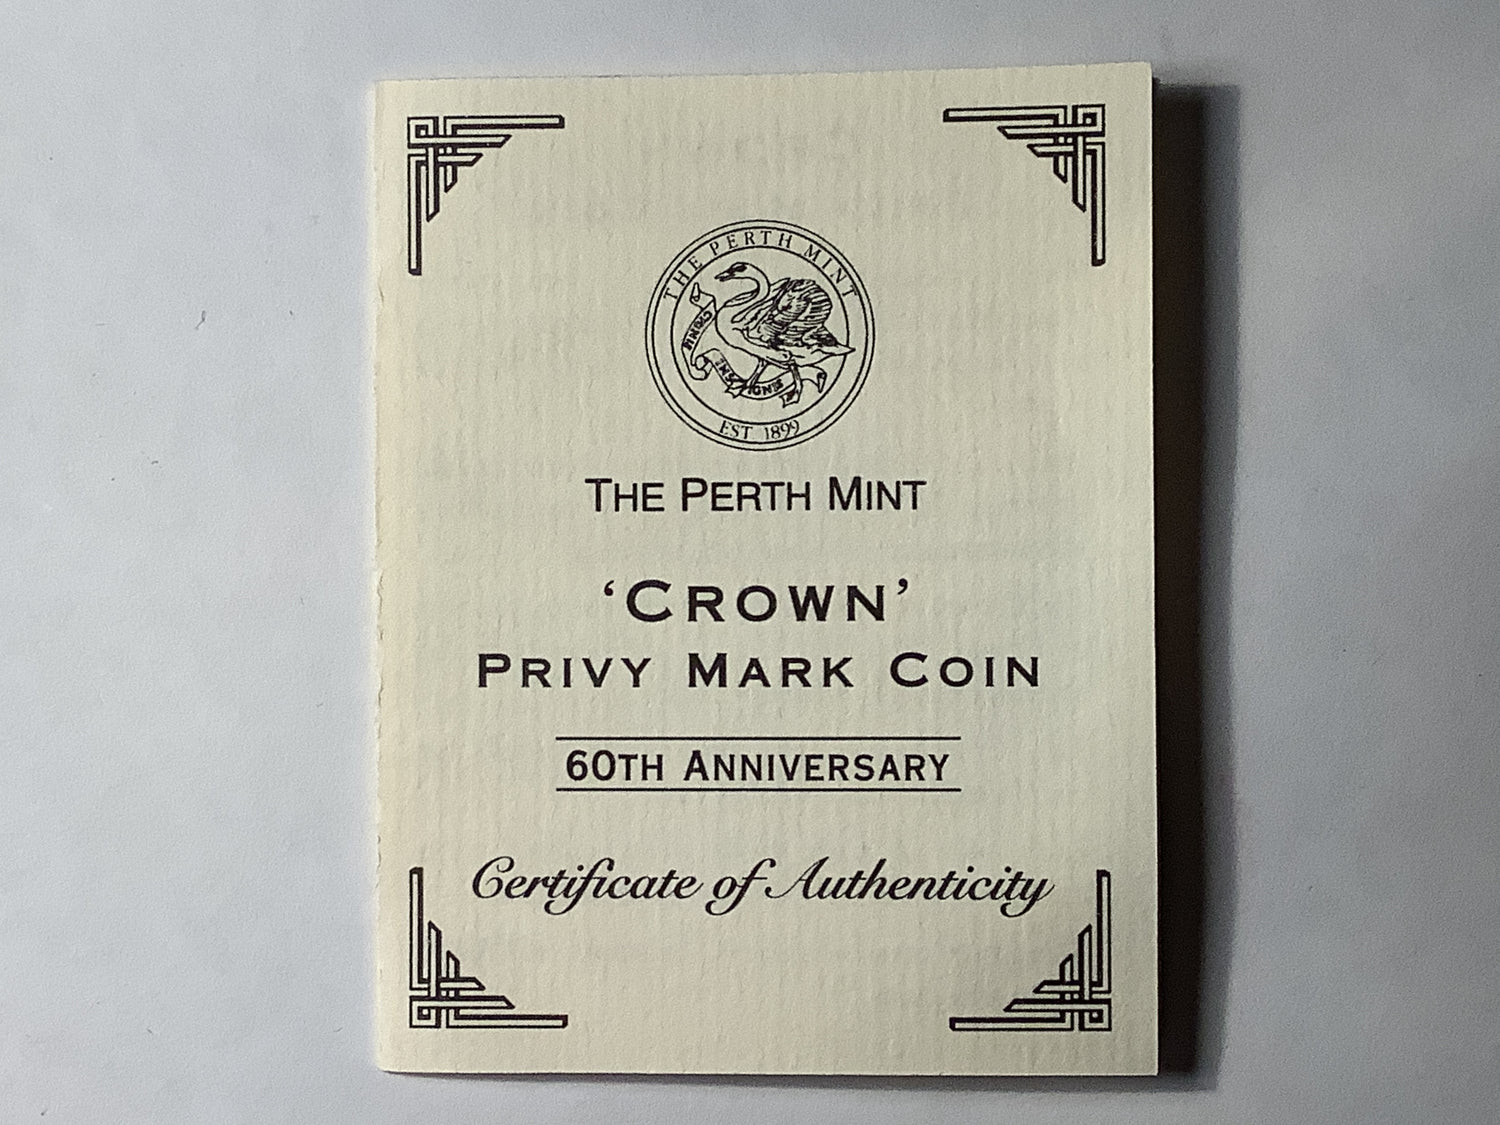 THE PERTH MINT
EST 1899
THE PERTH MINT
‘CROWN’
PRIVY MARK COIN
60TH ANNIVERSARY
Certificate of Authenticity